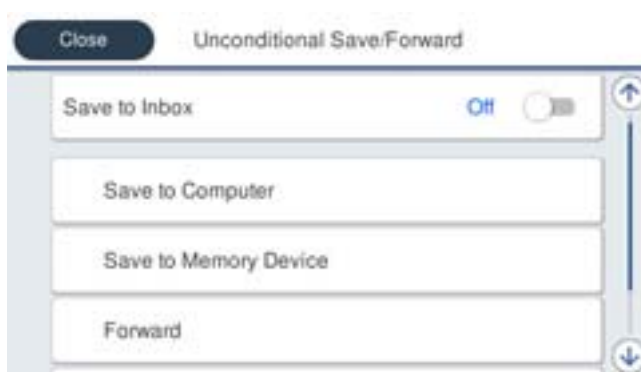 Close Unconditional Save/Forward
Save to Inbox Off
Save to Computer
Save to Memory Device
Forward